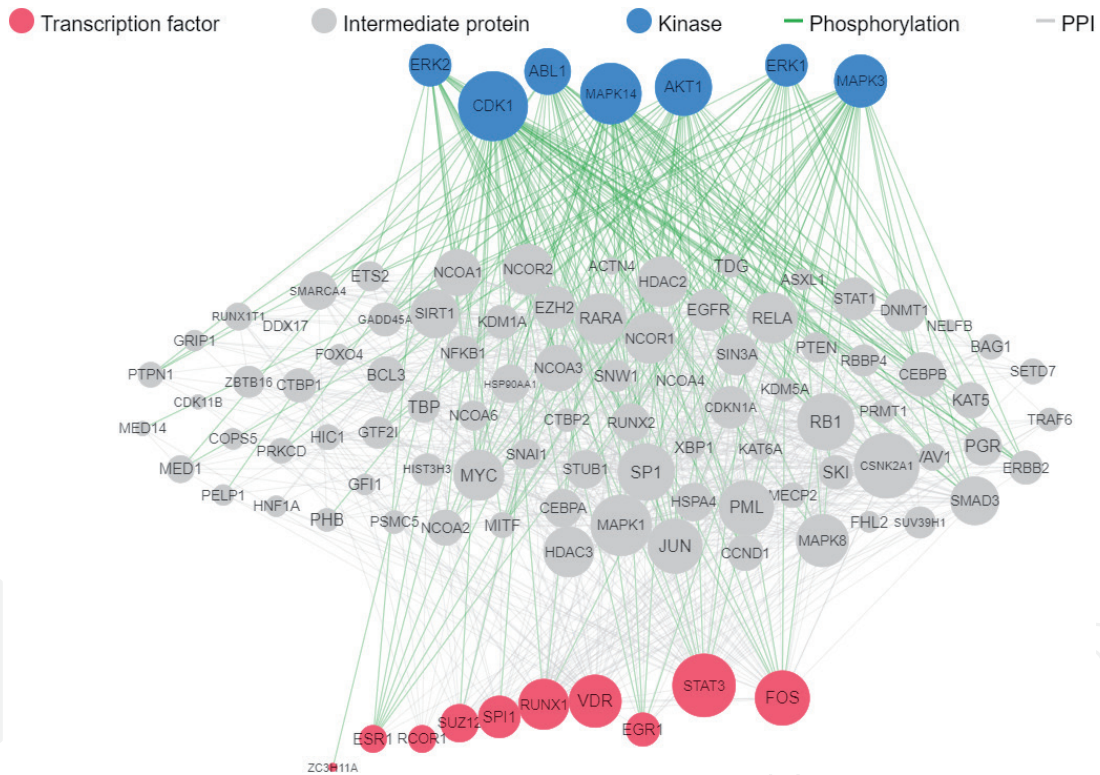 Transcription factor
Intermediate protein
Kinase
Phosphorylation
PPI
ERK2
ABL1
ERK1
CDK1
MAPK14
AKT1
MAPK3
NCOA1
NCOR2
ACTN4
TDG
ETS2
SMARCA4
HDAC2
ASXL1
STAT1
DNMT1
RUNX1T1
DDX17
GADD45A
SIRT1
KDM1A
EZH2
RARA
EGFR
RELA
NELFB
GRIP1
FOXO4
NFKB1
NCOR1
SIN3A
PTEN
RBBP4
BAG1
PTPN1
ZBTB16
CTBP1
BCL3
HSP90AA1
NCOA3
SNW1
NCOA4
KDM5A
CEBPB
SETD7
CDK11B
TBP
NCOA6
CTBP2
RUNX2
CDKN1A
RB1
PRMT1
KAT5
TRAF6
MED14
COPS5
HIC1
GTF2I
PRKCD
SNAI1
XBP1
KAT6A
PGR
MED1
HIST3H3
MYC
STUB1
SP1
SKI
CSNK2A1
VAV1
ERBB2
PELP1
HNF1A
GFI1
PHB
PSMC5
NCOA2
MITF
CEBPA
HSPA4
MECP2
SMAD3
MAPK1
PML
FHL2
SUV39H1
HDAC3
JUN
CCND1
MAPK8
STAT3
FOS
VDR
RUNX1
SPI1
SUZ12
EGR1
RCOR1
ESR1
ZC3H11A